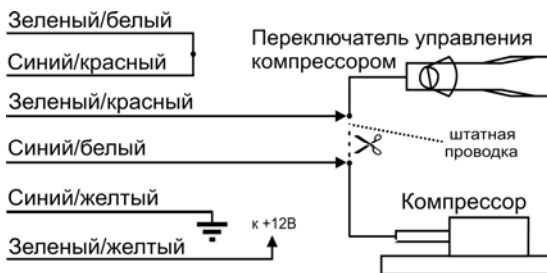 Зеленый/белый
Синий/красный
Зеленый/красный
Синий/белый
Синий/желтый
Зеленый/желтый
к +12В
Переключатель управления
компрессором
штатная
проводка
Компрессор